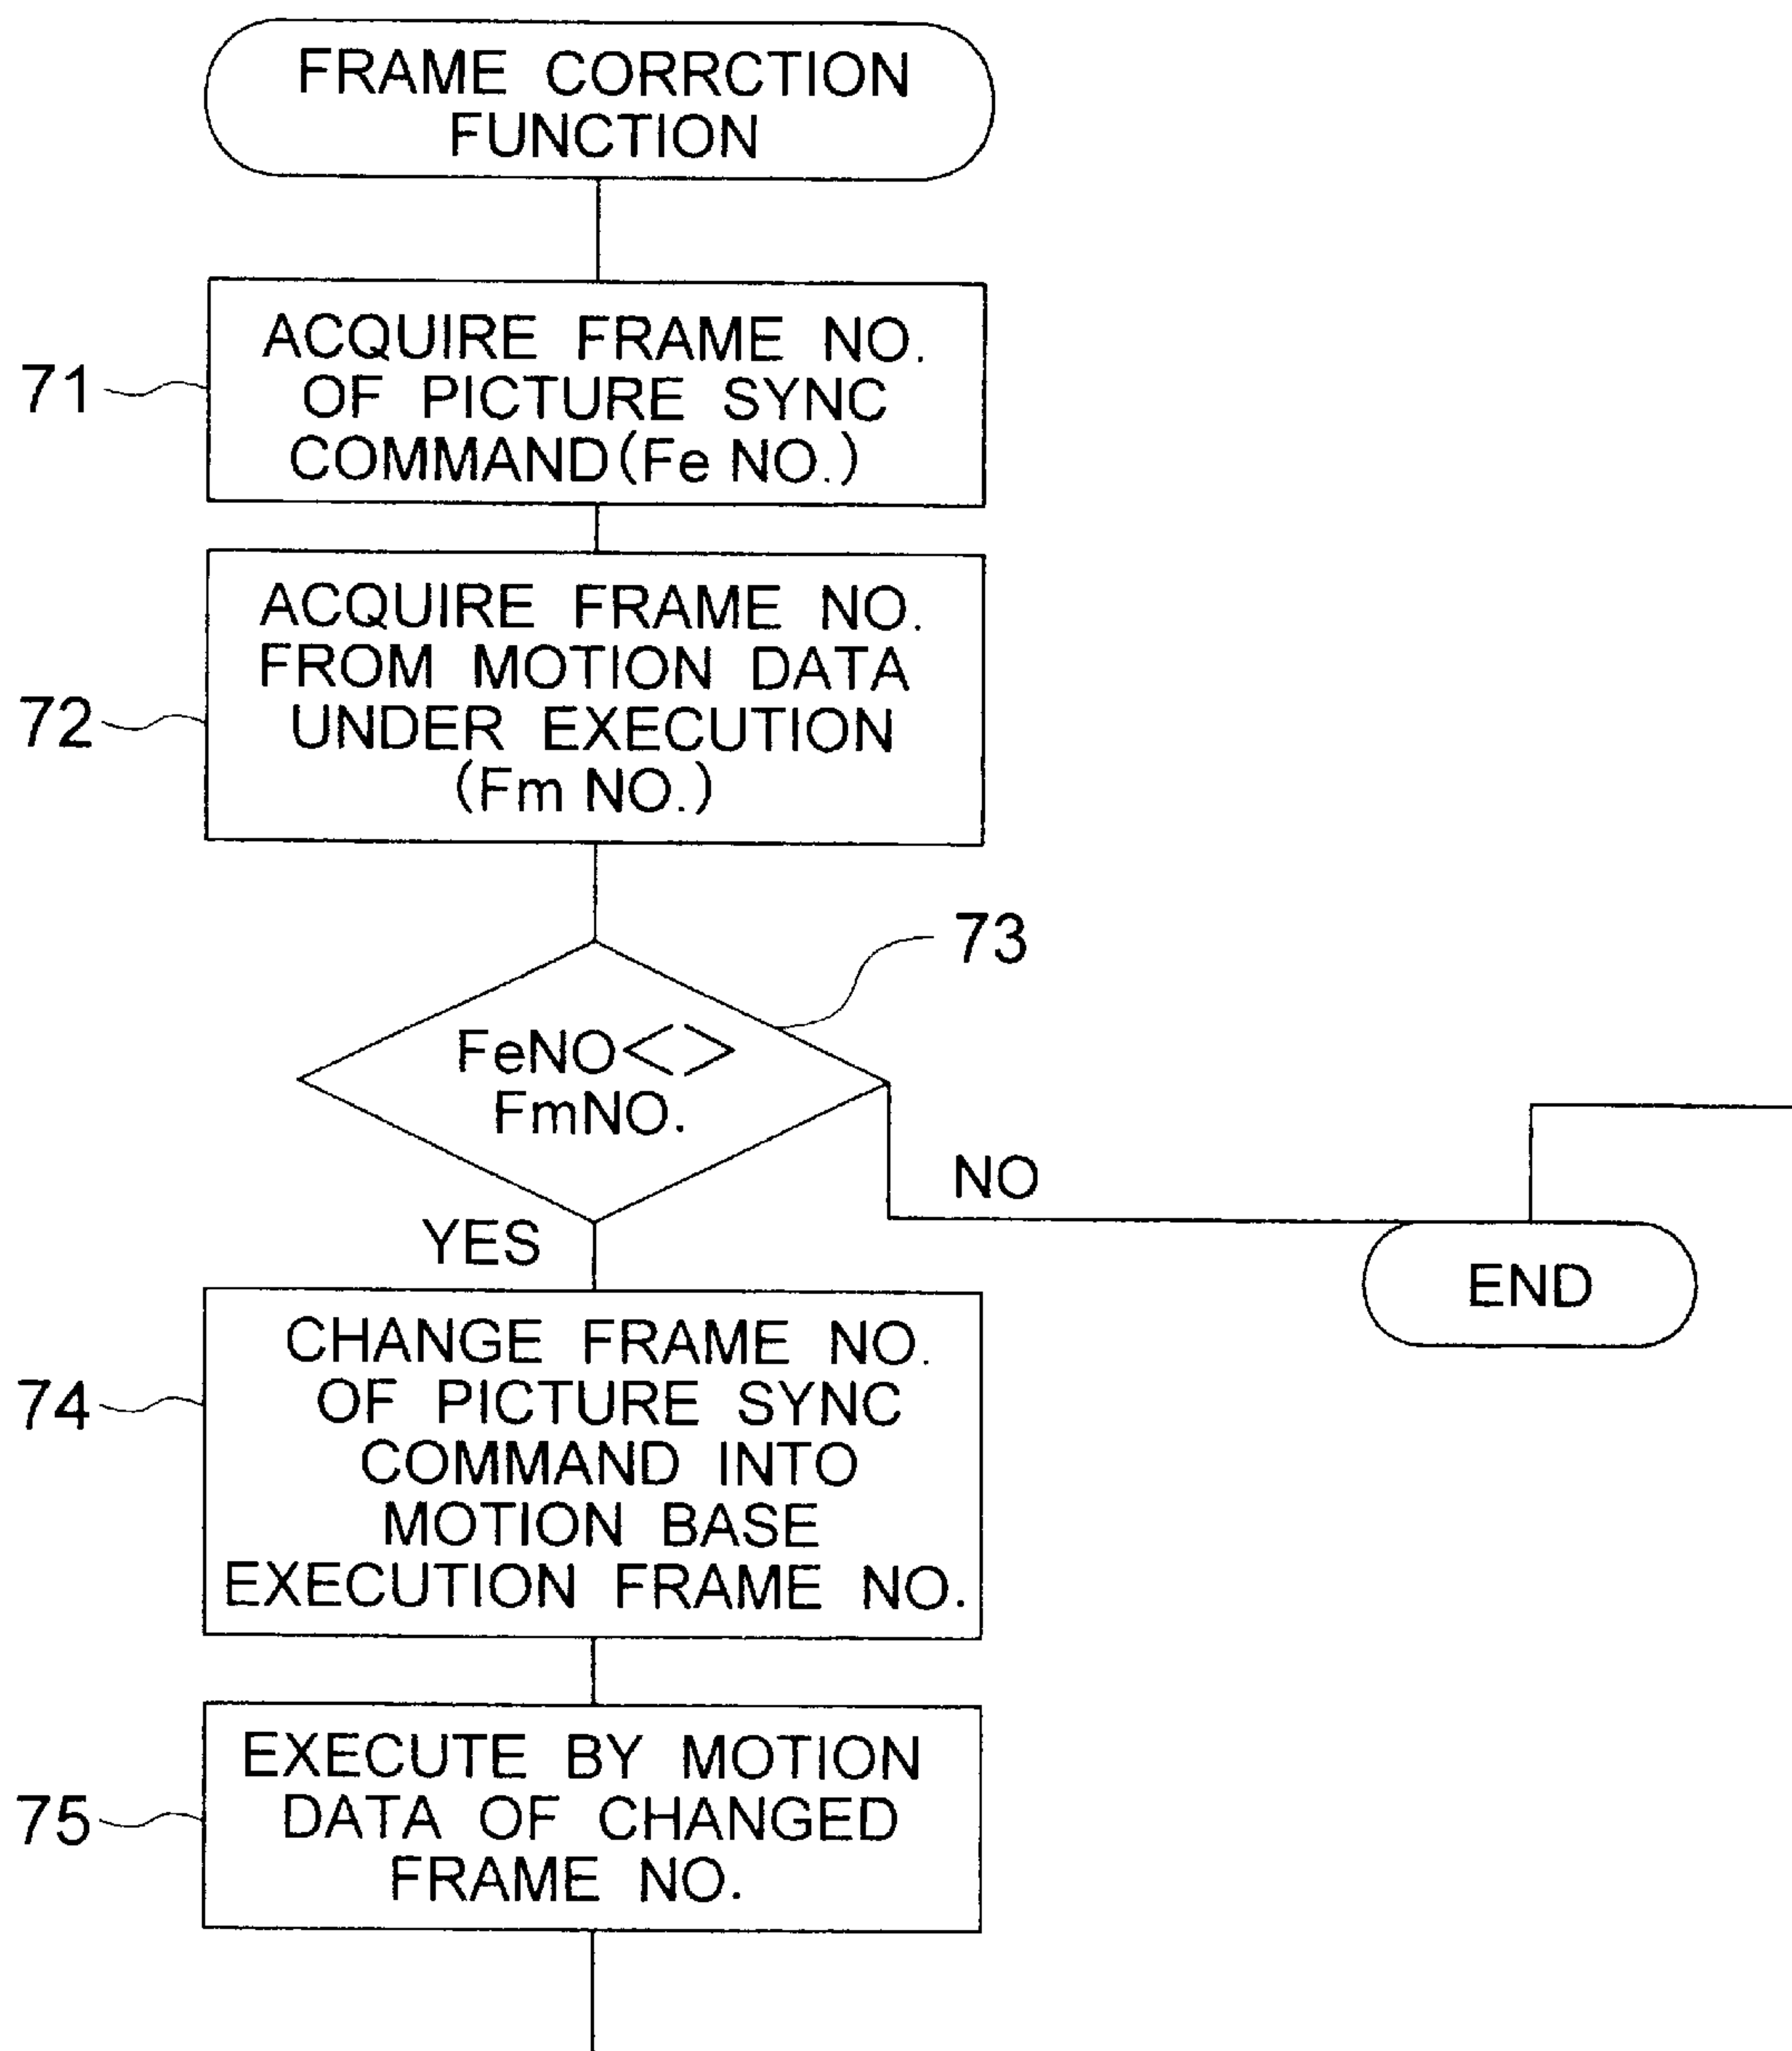 FRAME CORRCTION
FUNCTION
71
ACQUIRE FRAME NO.
OF PICTURE SYNC
COMMAND(Fe NO.)
72
ACQUIRE FRAME NO.
FROM MOTION DATA
UNDER EXECUTION
(Fm NO.)
73
FeNO<>
FmNO.
NO
YES
END
74
CHANGE FRAME NO.
OF PICTURE SYNC
COMMAND INTO
MOTION BASE
EXECUTION FRAME NO.
75
EXECUTE BY MOTION
DATA OF CHANGED
FRAME NO.